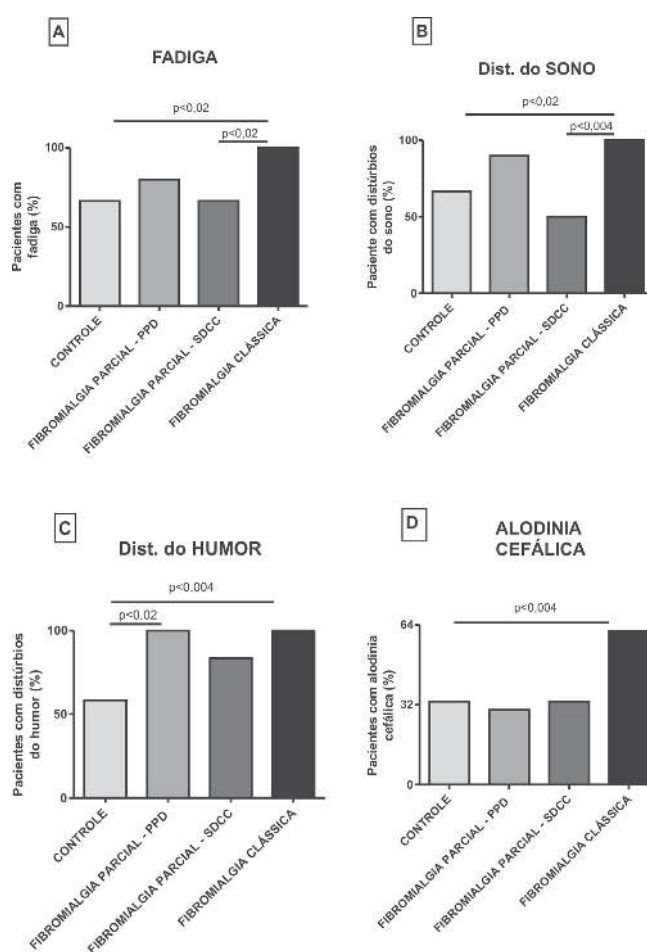 A
FADIGA
p<0,02
p<0,02
100
75
50
25
0
Pacientes com
fadiga (%)
CONTROLE
FIBROMIALGIA PARCIAL - PPD
FIBROMIALGIA PARCIAL - SDCC
FIBROMIALGIA CLÁSSICA
B
Dist. do SONO
p<0,02
p<0,004
100
50
0
Paciente com distúrbios
do sono (%)
CONTROLE
FIBROMIALGIA PARCIAL - PPD
FIBROMIALGIA PARCIAL - SDCC
FIBROMIALGIA CLÁSSICA
C
Dist. do HUMOR
p<0,004
p<0,02
100
50
0
Pacientes com distúrbios
do humor (%)
CONTROLE
FIBROMIALGIA PARCIAL - PPD
FIBROMIALGIA PARCIAL - SDCC
FIBROMIALGIA CLÁSSICA
D
ALODINIA
CEFÁLICA
p<0,004
64
32
0
Pacientes com alodinia
cefálica (%)
CONTROLE
FIBROMIALGIA PARCIAL - PPD
FIBROMIALGIA PARCIAL - SDCC
FIBROMIALGIA CLÁSSICA